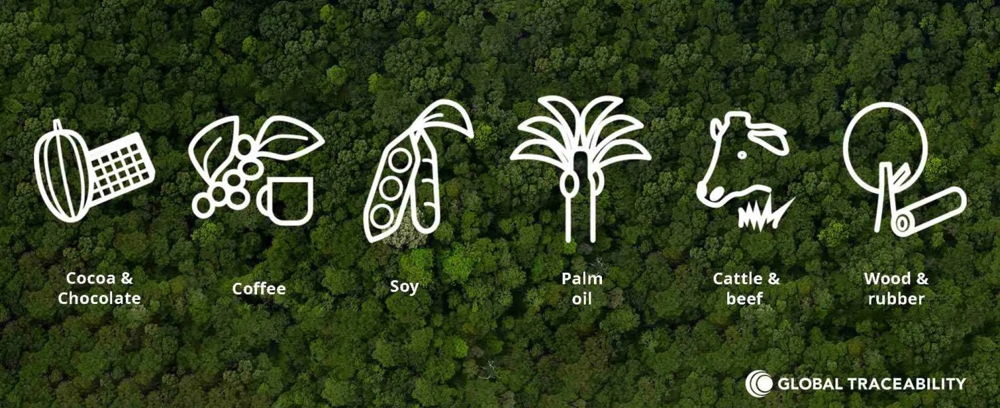 Cocoa &
Chocolate
Coffee
Soy
Palm
oil
Cattle &
beef
Wood &
rubber
GLOBAL TRACEABILITY